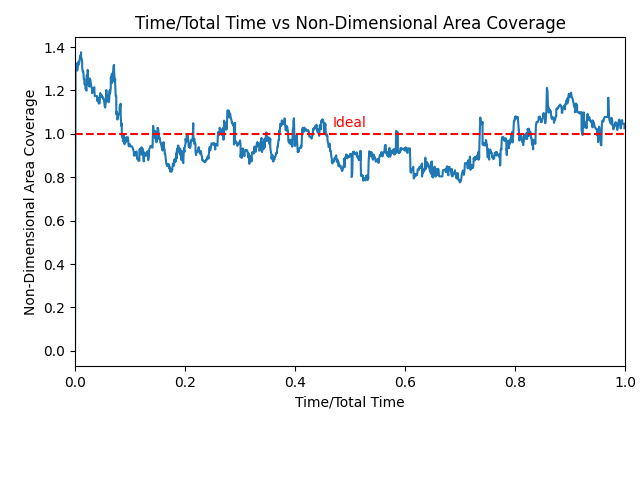 Time/Total Time vs Non-Dimensional Area Coverage
Non-Dimensional Area Coverage
1.4
1.2
1.0
0.8
0.6
0.4
0.2
0.0
Ideal
0.0 0.2 0.4 0.6 0.8 1.0
Time/Total Time